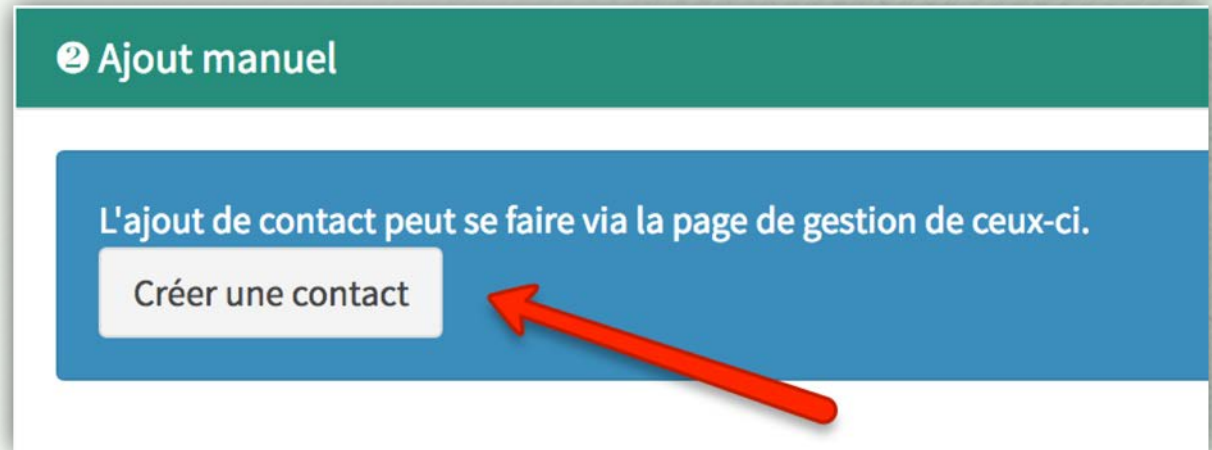 ❷ Ajout manuel
L'ajout de contact peut se faire via la page de gestion de ceux-ci.
Créer une contact